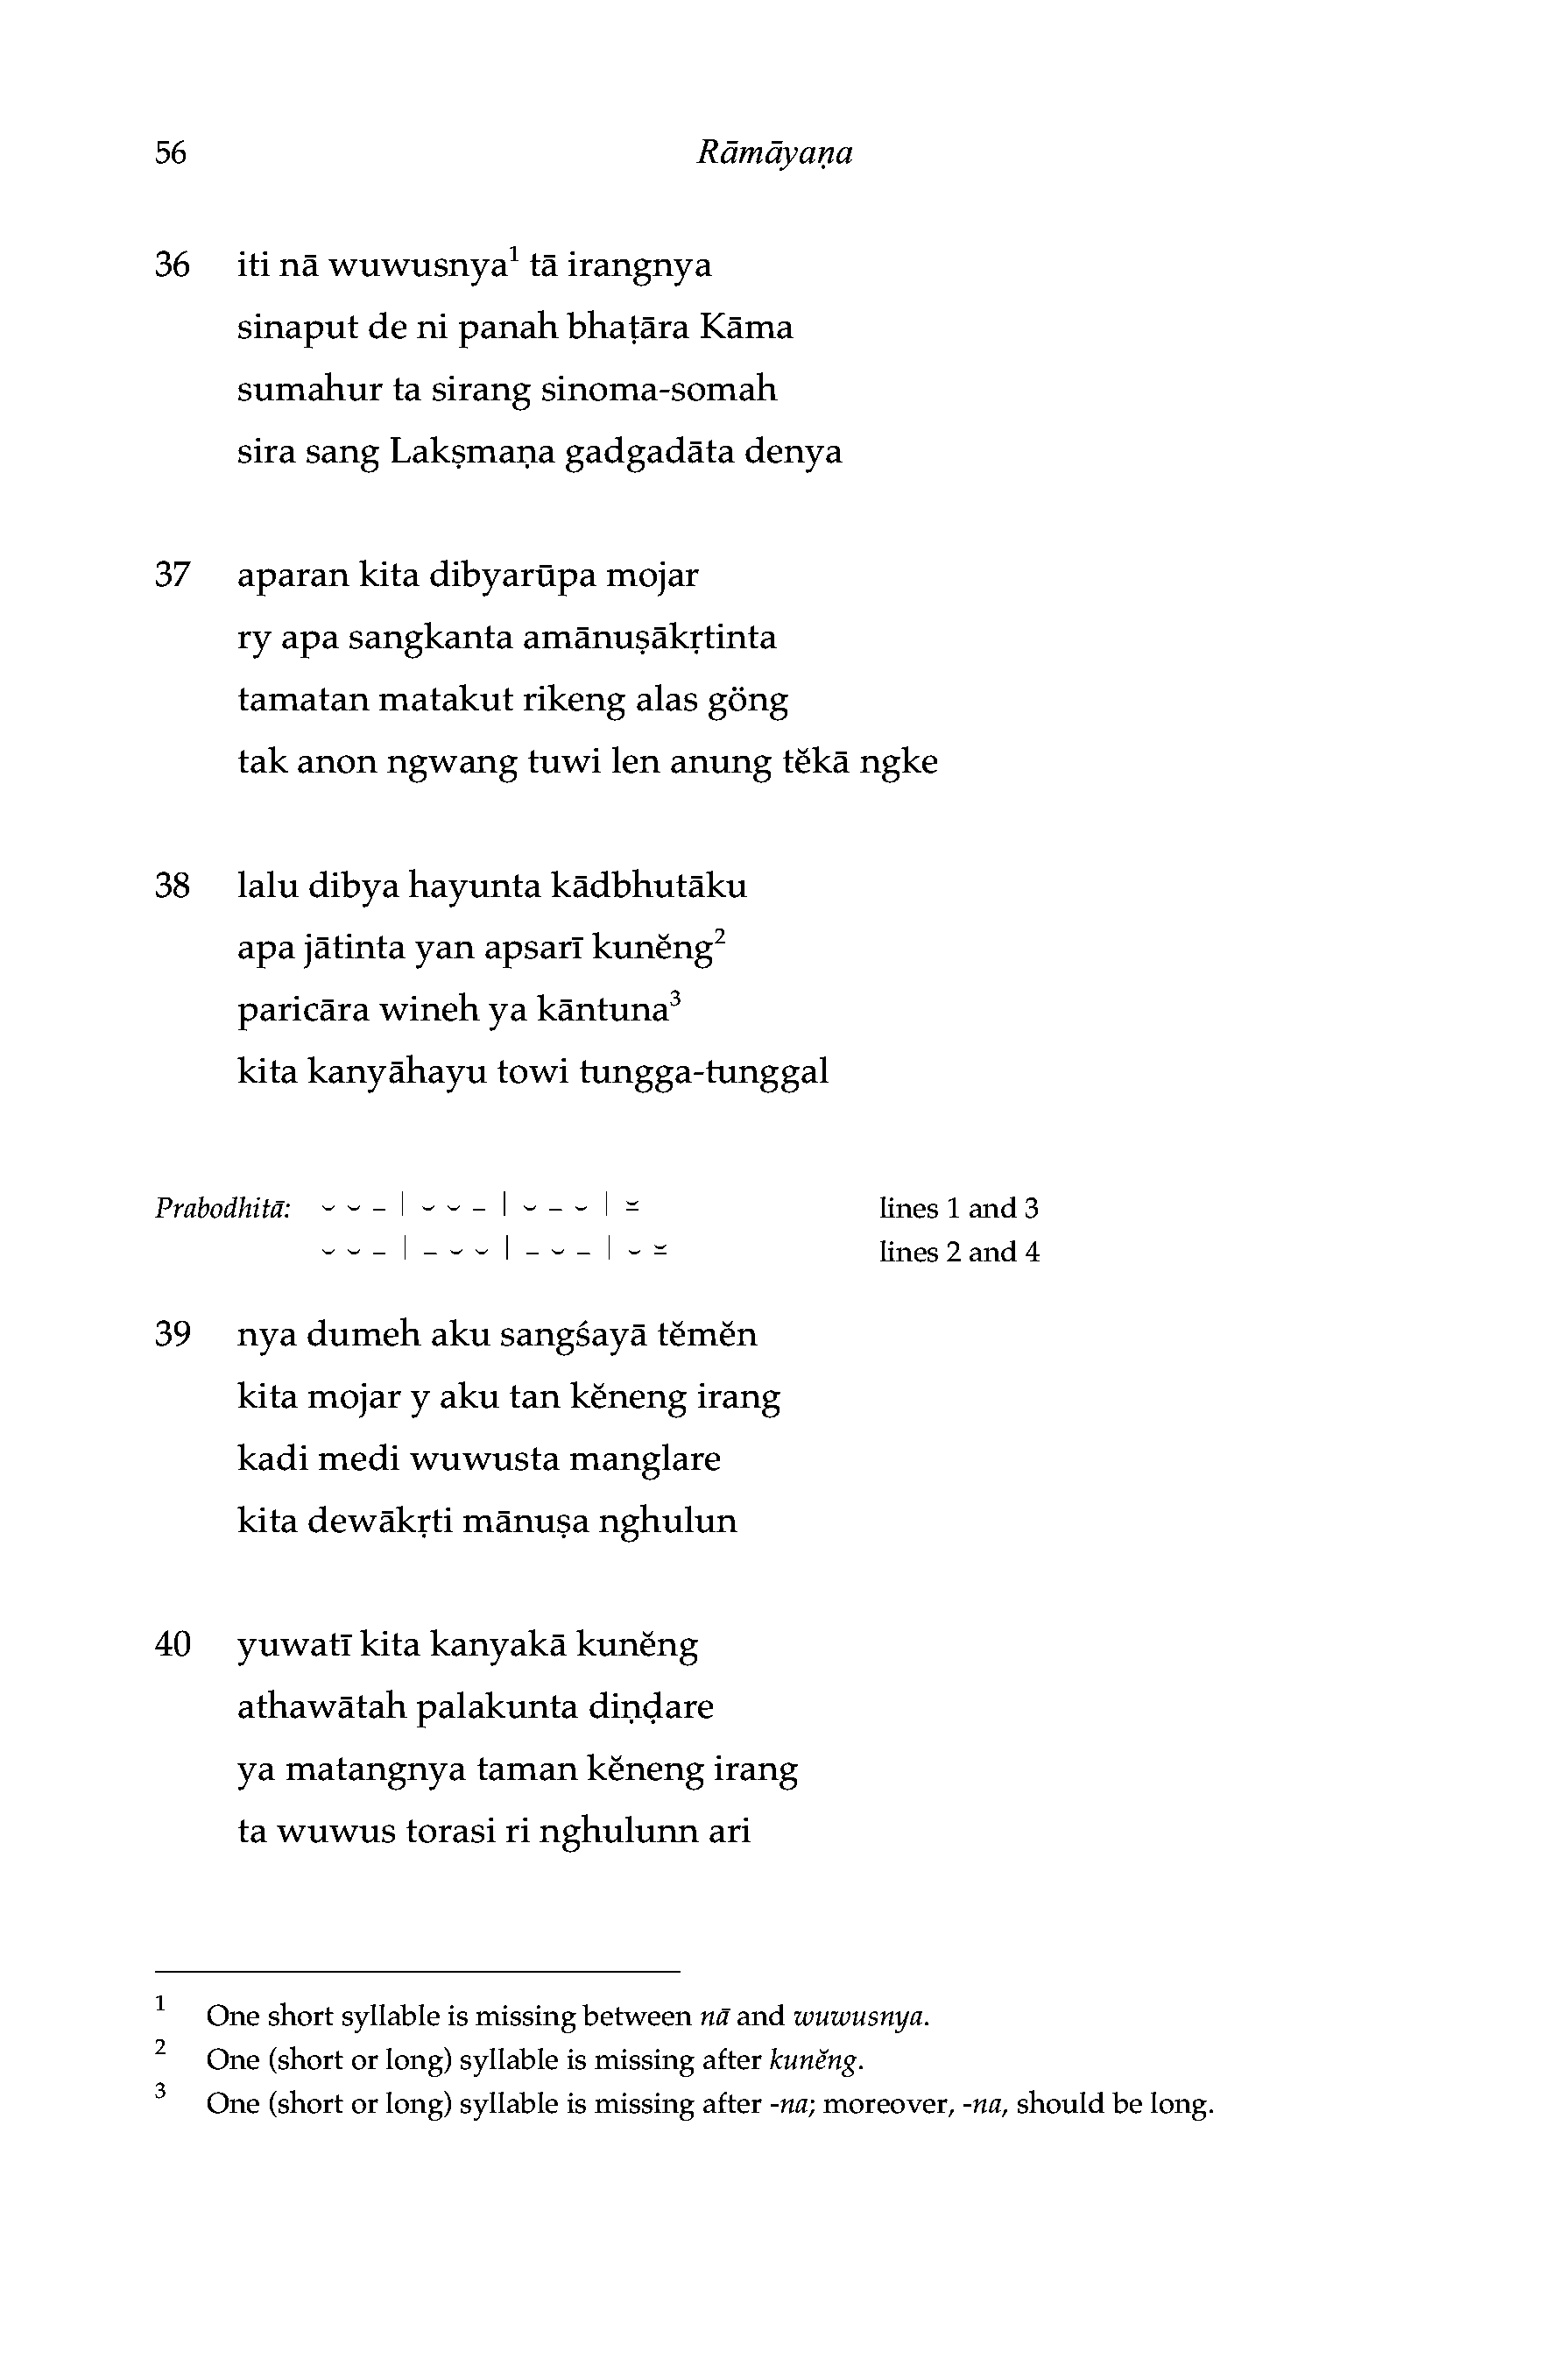 56 Rāmāyaṇa
36 iti nā wuwusnya¹ tā irangnya
sinaput de ni panah bhaṭāra Kāma
sumahur ta sirang sinoma-somah
sira sang Lakṣmaṇa gadgadāta denya
37 aparan kita dibyarūpa mojar
ry apa sangkanta amānuṣākṛtinta
tamatan matakut rikeng alas göng
tak anon ngwang tuwi len anung tĕkā ngke
38 lalu dibya hayunta kādbhutāku
apa jātinta yan apsarī kunĕng²
paricāra wineh ya kāntuna³
kita kanyāhayu towi tungga-tunggal
Prabodhitā: ⏑ ⏑ – | ⏑ ⏑ – | ⏑ – ⏑ | ⏓ lines 1 and 3
⏑ ⏑ – | – ⏑ ⏑ | – ⏑ – | ⏑ ⏓ lines 2 and 4
39 nya dumeh aku sangśayā tĕmĕn
kita mojar y aku tan kĕneng irang
kadi medi wuwusta manglare
kita dewākṛti mānuṣa nghulun
40 yuwatī kita kanyakā kunĕng
athawātah palakunta diṇḍare
ya matangnya taman kĕneng irang
ta wuwus torasi ri nghulunn ari
1 One short syllable is missing between nā and wuwusnya.
2 One (short or long) syllable is missing after kunĕng.
3 One (short or long) syllable is missing after -na; moreover, -na, should be long.